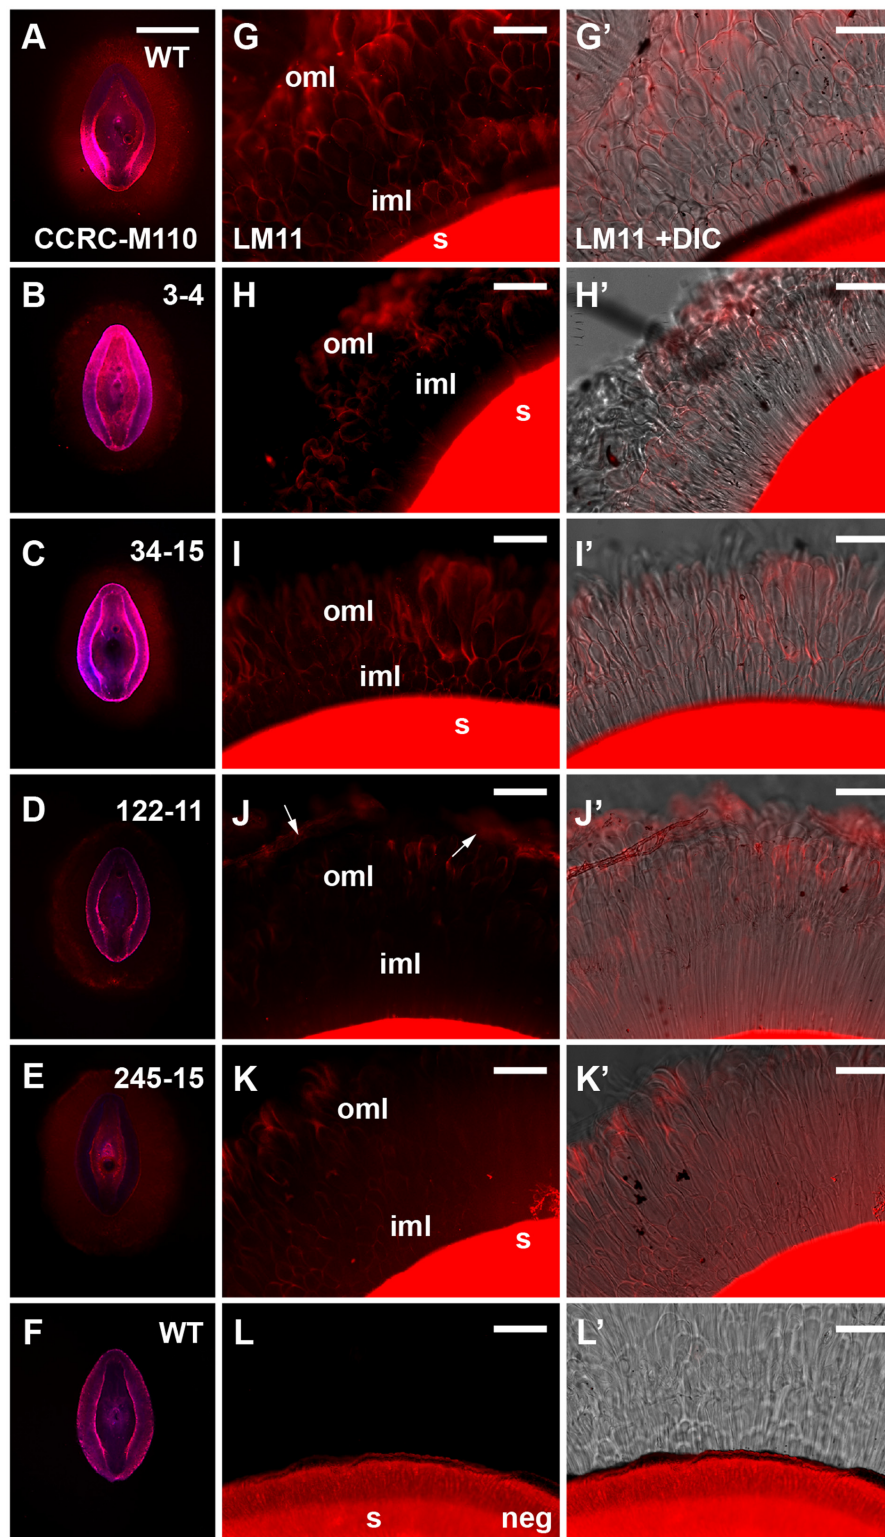 A
WT
CCRC-M110
G
oml
iml
s
LM11
G’
LM11 +DIC
B
3-4
H
oml
iml
s
H’
C
34-15
I
oml
iml
s
I’
D
122-11
J
oml
iml
J’
E
245-15
K
oml
iml
s
K’
F
WT
L
s
neg
L’